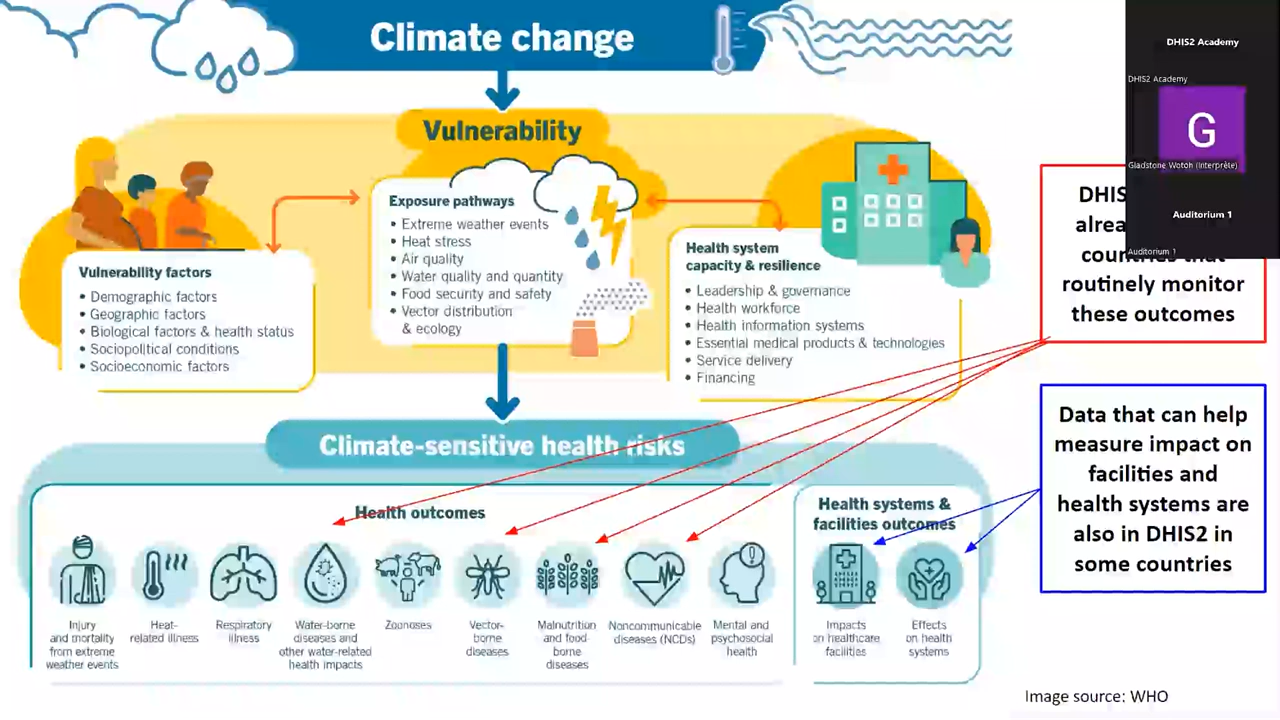 Climate change
DHIS2 Academy
DHIS2 Academy
G
Gladstone Wotoh (Interprète)
Auditorium 1
Auditorium 1
Vulnerability
Vulnerability factors
• Demographic factors
• Geographic factors
• Biological factors & health status
• Sociopolitical conditions
• Socioeconomic factors
Exposure pathways
• Extreme weather events
• Heat stress
• Air quality
• Water quality and quantity
• Food security and safety
• Vector distribution
& ecology
Health system
capacity & resilience
• Leadership & governance
• Health workforce
• Health information systems
• Essential medical products & technologies
• Service delivery
• Financing
routinely monitor
these outcomes
Data that can help
measure impact on
facilities and
health systems are
also in DHIS2 in
some countries
Climate-sensitive health risks
Health outcomes
Injury
and mortality
from extreme
weather events
Heat-
related illness
Respiratory
illness
Water-borne
diseases and
other water-related
health impacts
Zoonoses
Vector-
borne
diseases
Malnutrition
and food-
borne
diseases
Noncommunicable
diseases (NCDs)
Mental and
psychosocial
health
Health systems &
facilities outcomes
Impacts
on healthcare
facilities
Effects
on health
systems
Image source: WHO